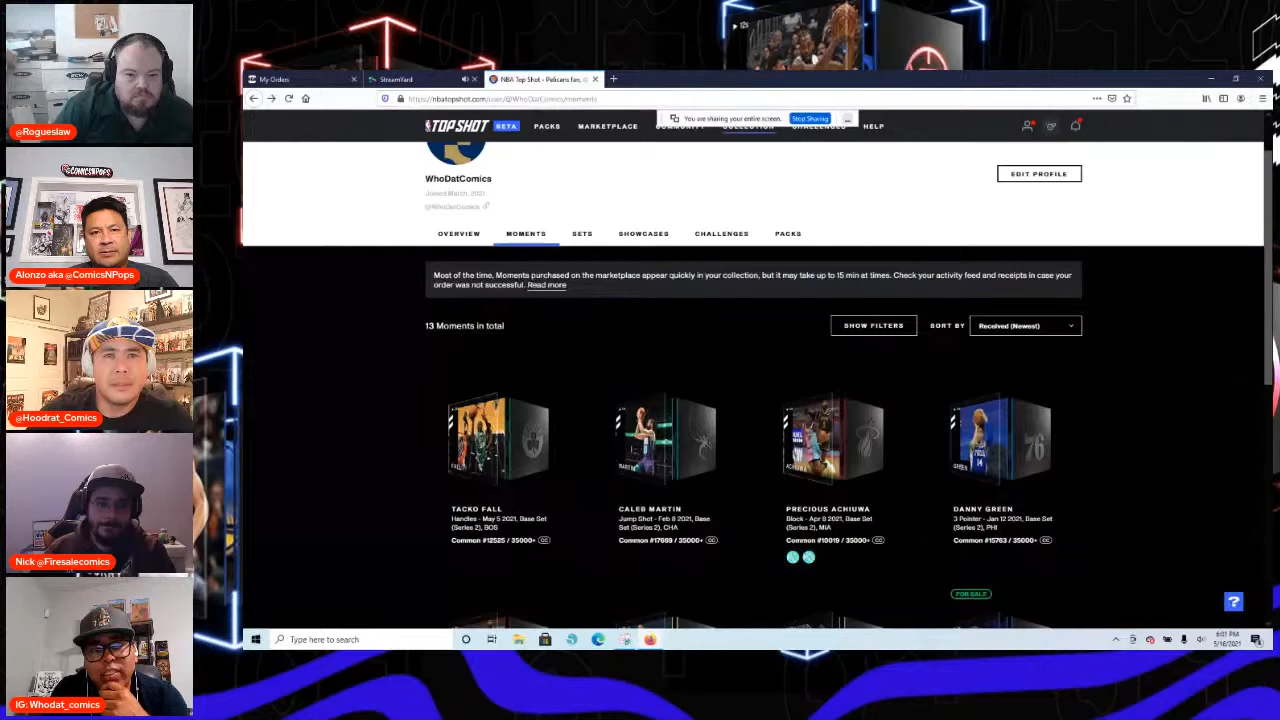 @Rogueslaw
@COMICSNPOPS
Alonzo aka @ComicsNPops
@Hoodrat_Comics
Nick @Firesalecomics
IG: Whodat_comics
My Orders
StreamYard
NBA Top Shot - Pelicans fan, @
https://nbatopshot.com/user/@WhoDatComics/moments
You are sharing your entire screen.
Stop Sharing
TOP SHOT BETA PACKS MARKETPLACE COMMUNITY COLLECTION CHALLENGES HELP
WhoDatComics
Joined March, 2021
@WhoDatComics
EDIT PROFILE
OVERVIEW MOMENTS SETS SHOWCASES CHALLENGES PACKS
Most of the time, Moments purchased on the marketplace appear quickly in your collection, but it may take up to 15 min at times. Check your activity feed and receipts in case your
order was not successful. Read more
13 Moments in total
SHOW FILTERS
SORT BY
Received (Newest)
TACKO FALL
Handles - May 5 2021, Base
Set (Series 2), BOS
Common #12525 / 35000+ CC
CALEB MARTIN
Jump Shot - Feb 8 2021, Base
Set (Series 2), CHA
Common #17689 / 35000+ CC
PRECIOUS ACHIUWA
Block - Apr 8 2021, Base Set
(Series 2), MIA
Common #10019 / 35000+ CC
DANNY GREEN
3 Pointer - Jan 12 2021, Base Set
(Series 2), PHI
Common #15763 / 35000+ CC
FOR SALE
?
Type here to search
6:01 PM
5/16/2021